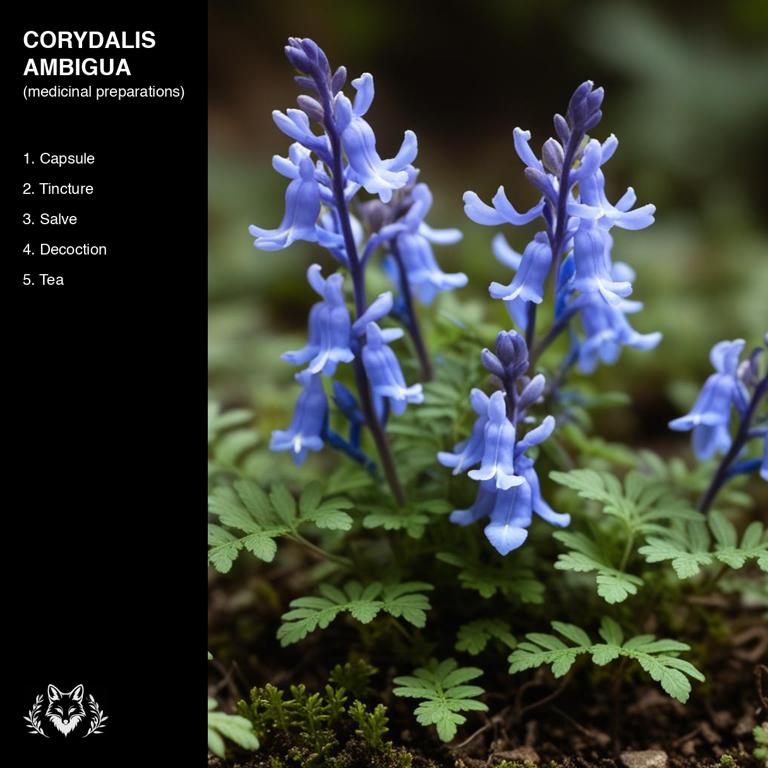 CORYDALIS
AMBIGUA
(medicinal preparations)
1. Capsule
2. Tincture
3. Salve
4. Decoction
5. Tea